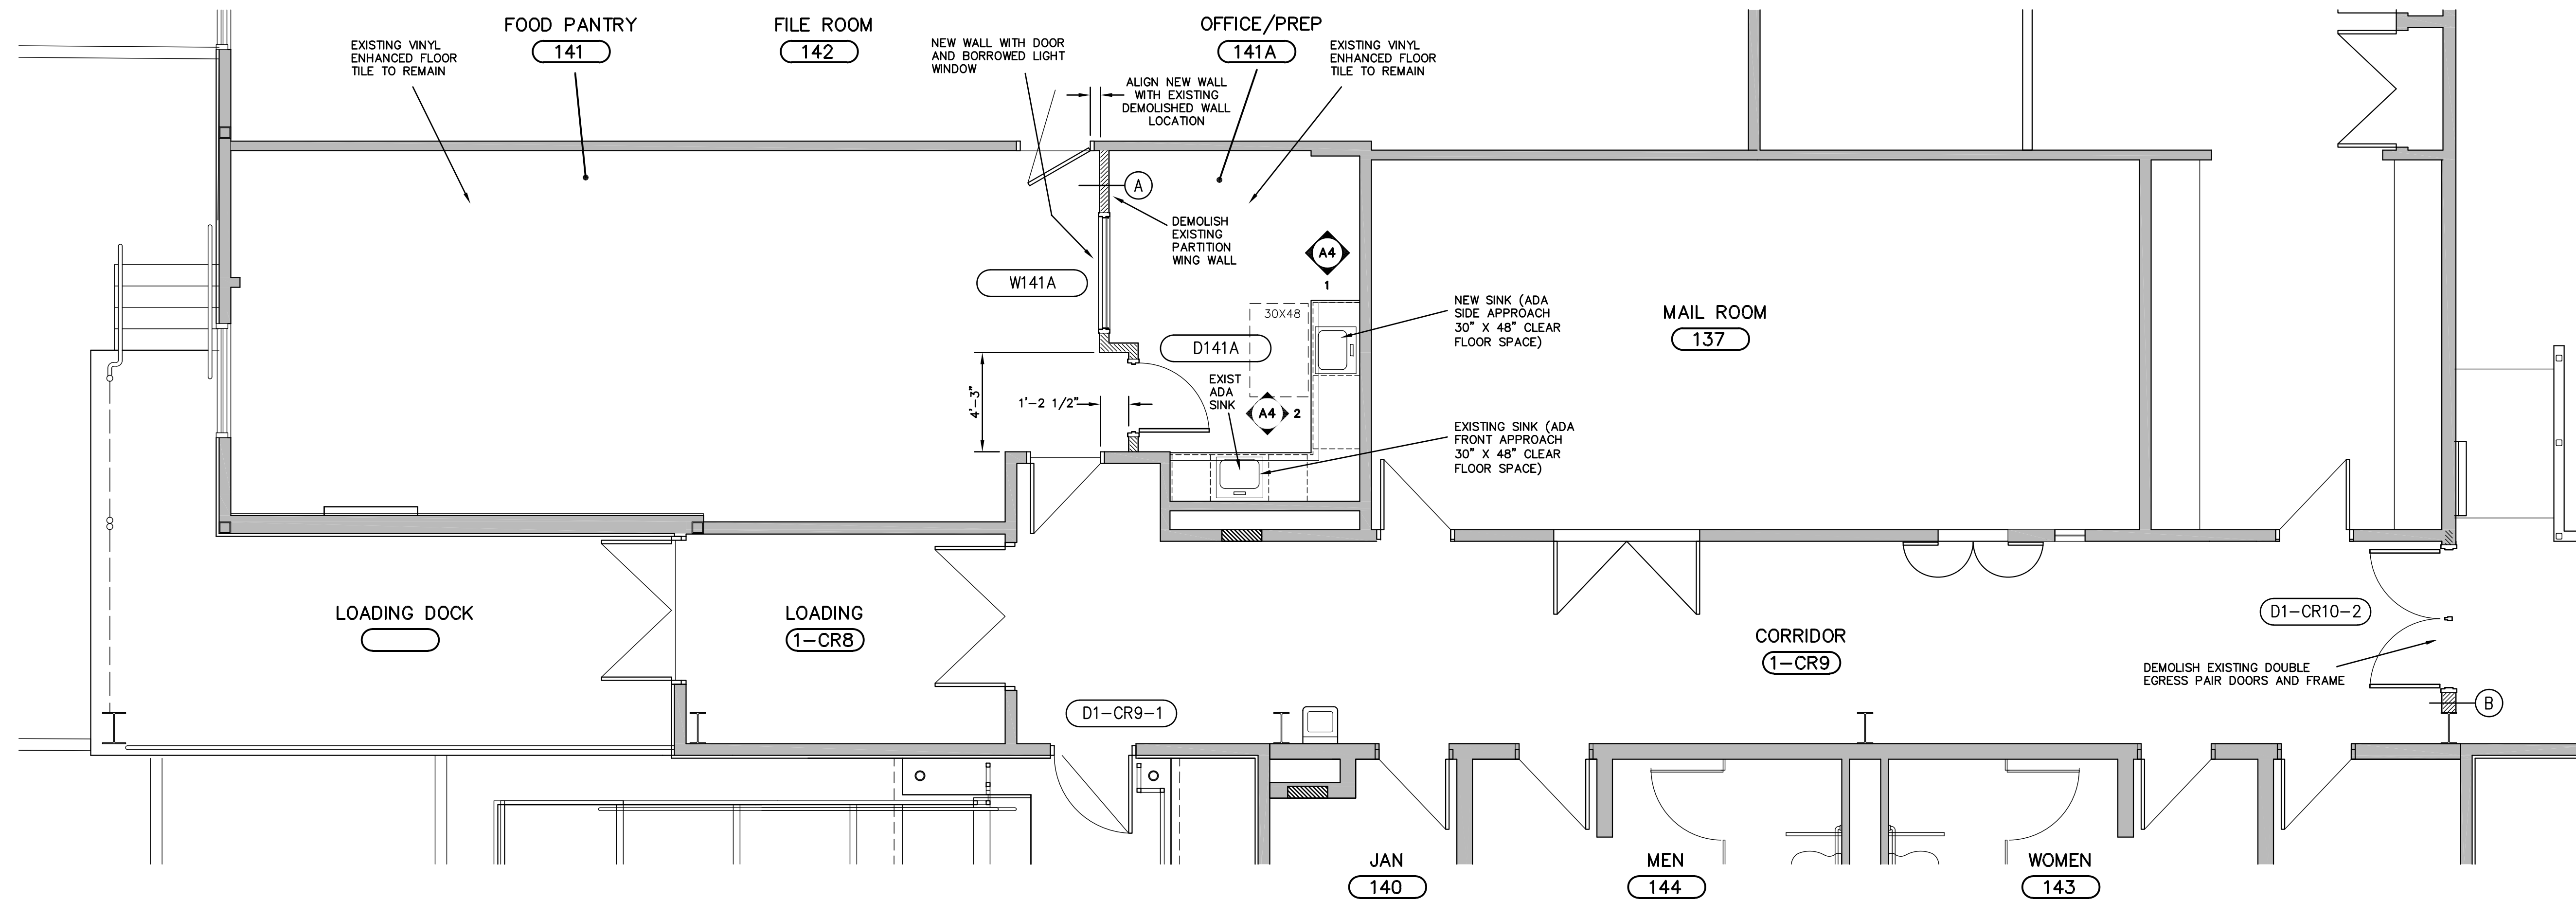 FOOD PANTRY
141
FILE ROOM
142
OFFICE/PREP
141A
EXISTING VINYL
ENHANCED FLOOR
TILE TO REMAIN
NEW WALL WITH DOOR
AND BORROWED LIGHT
WINDOW
ALIGN NEW WALL
WITH EXISTING
DEMOLISHED WALL
LOCATION
EXISTING VINYL
ENHANCED FLOOR
TILE TO REMAIN
A
DEMOLISH
EXISTING
PARTITION
WING WALL
A4
1
W141A
30X48
D141A
NEW SINK (ADA
SIDE APPROACH
30" X 48" CLEAR
FLOOR SPACE)
MAIL ROOM
137
EXIST
ADA
SINK
4'-3"
1'-2 1/2"
A4
2
EXISTING SINK (ADA
FRONT APPROACH
30" X 48" CLEAR
FLOOR SPACE)
LOADING DOCK
LOADING
1-CR8
CORRIDOR
1-CR9
D1-CR10-2
DEMOLISH EXISTING DOUBLE
EGRESS PAIR DOORS AND FRAME
B
D1-CR9-1
JAN
140
MEN
144
WOMEN
143